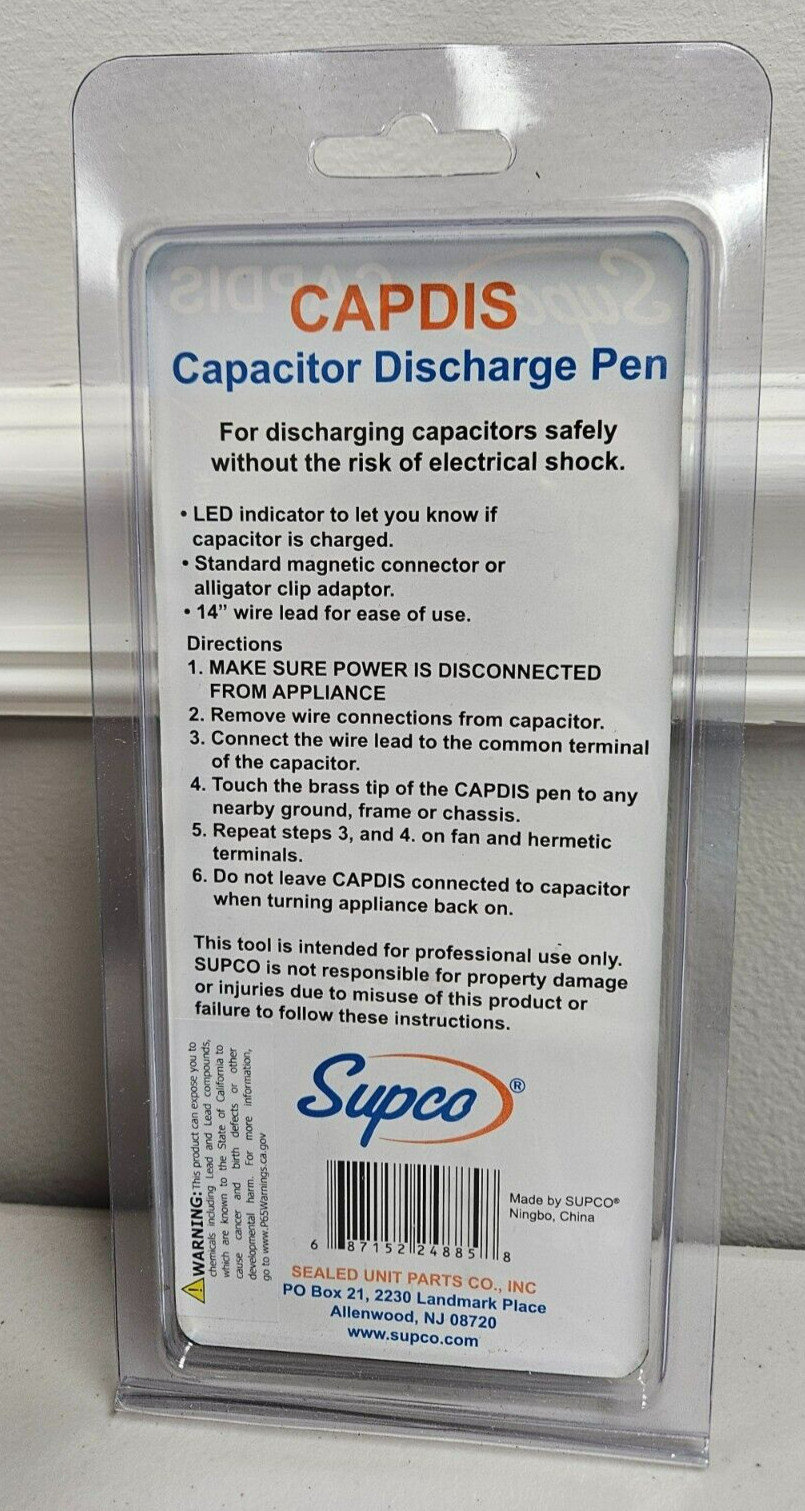 CAPDIS
Capacitor Discharge Pen
For discharging capacitors safely
without the risk of electrical shock.
• LED indicator to let you know if
capacitor is charged.
• Standard magnetic connector or
alligator clip adaptor.
• 14” wire lead for ease of use.
Directions
1. MAKE SURE POWER IS DISCONNECTED
FROM APPLIANCE
2. Remove wire connections from capacitor.
3. Connect the wire lead to the common terminal
of the capacitor.
4. Touch the brass tip of the CAPDIS pen to any
nearby ground, frame or chassis.
5. Repeat steps 3, and 4. on fan and hermetic
terminals.
6. Do not leave CAPDIS connected to capacitor
when turning appliance back on.
This tool is intended for professional use only.
SUPCO is not responsible for property damage
or injuries due to misuse of this product or
failure to follow these instructions.
WARNING: This product can expose you to
chemicals including Lead and Lead compounds,
which are known to the State of California to
cause cancer and birth defects or other
developmental harm. For more information,
go to www.P65Warnings.ca.gov
Supco®
6 87152 24885 8
Made by SUPCO®
Ningbo, China
SEALED UNIT PARTS CO., INC
PO Box 21, 2230 Landmark Place
Allenwood, NJ 08720
www.supco.com